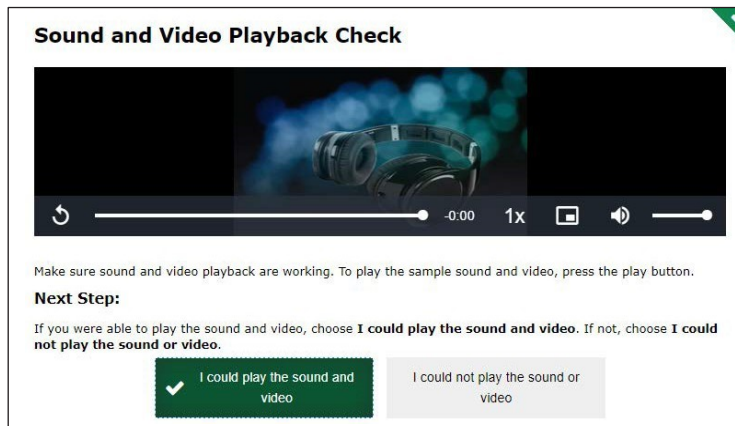 Sound and Video Playback Check
-0:00 1x
Make sure sound and video playback are working. To play the sample sound and video, press the play button.
Next Step:
If you were able to play the sound and video, choose I could play the sound and video. If not, choose I could
not play the sound or video.
I could play the sound and
video
I could not play the sound or
video